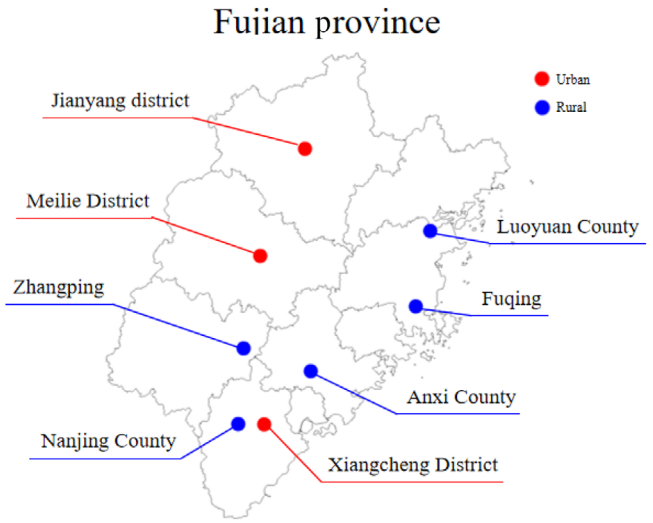 Fujian province
Urban
Rural
Jianyang district
Meilie District
Luoyuan County
Zhangping
Fuqing
Anxi County
Nanjing County
Xiangcheng District